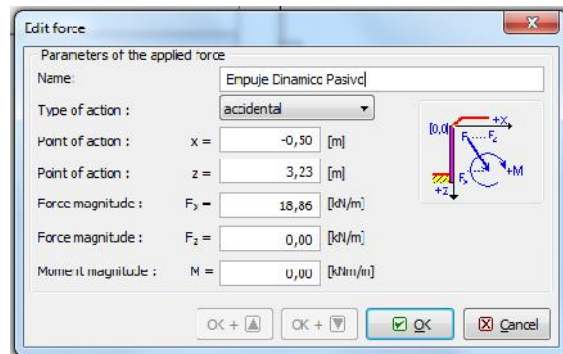 Edit force
Parameters of the applied force
Name: Empuje Dinamico Pasivo
Type of action : accidental
Point of action : x = -0,50 [m]
Point of action : z = 3,23 [m]
Force magnitude : Fx = 18,86 [kN/m]
Force magnitude : Fz = 0,00 [kN/m]
Moment magnitude : M = 0,00 [kNm/m]
[0,0] +X
Fz
Fx +M
+z
OK + OK + OK Cancel